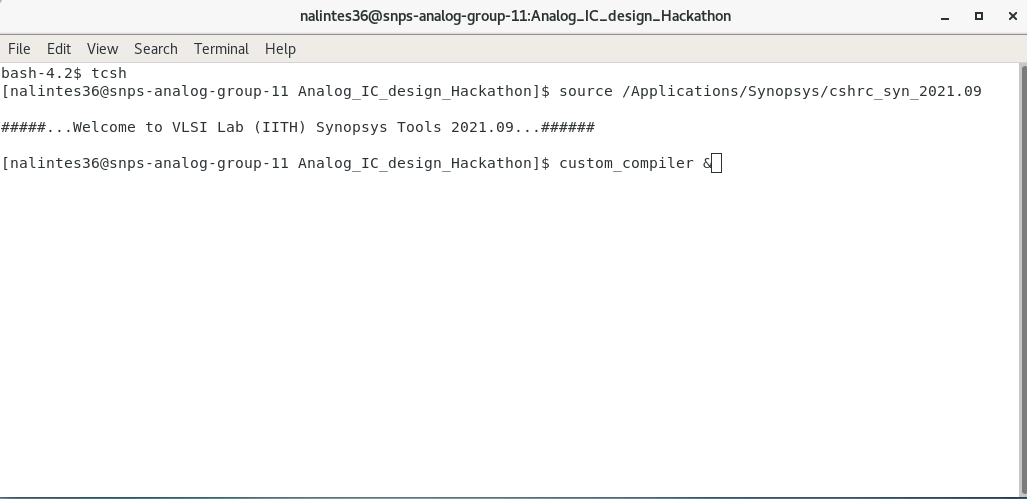 nalintes36@snps-analog-group-11:Analog_IC_design_Hackathon
File Edit View Search Terminal Help
bash-4.2$ tcsh
[nalintes36@snps-analog-group-11 Analog_IC_design_Hackathon]$ source /Applications/Synopsys/cshrc_syn_2021.09
#####...Welcome to VLSI Lab (IITH) Synopsys Tools 2021.09...######
[nalintes36@snps-analog-group-11 Analog_IC_design_Hackathon]$ custom_compiler &